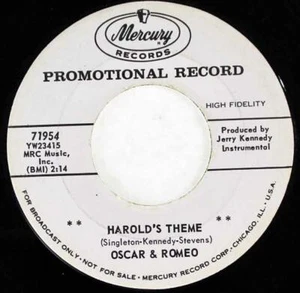 Mercury
RECORDS
PROMOTIONAL RECORD
HIGH FIDELITY
71954
YW23415
MRC Music,
Inc.
(BMI) 2:14
Produced by
Jerry Kennedy
Instrumental
** **
HAROLD'S THEME
(Singleton-Kennedy-Stevens)
OSCAR & ROMEO
FOR BROADCAST ONLY - NOT FOR SALE - MERCURY RECORD CORP. CHICAGO, ILL. - U.S.A.